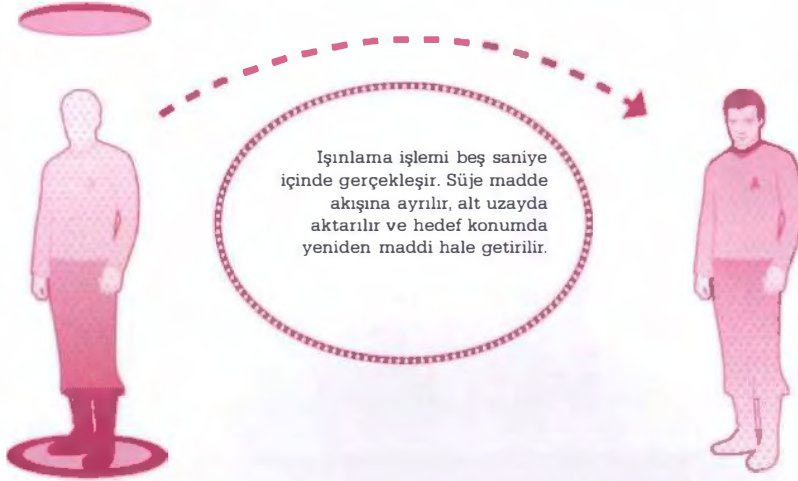 Işınlama işlemi beş saniye
içinde gerçekleşir. Süje madde
akışına ayrılır, alt uzayda
aktarılır ve hedef konumda
yeniden maddi hale getirilir.